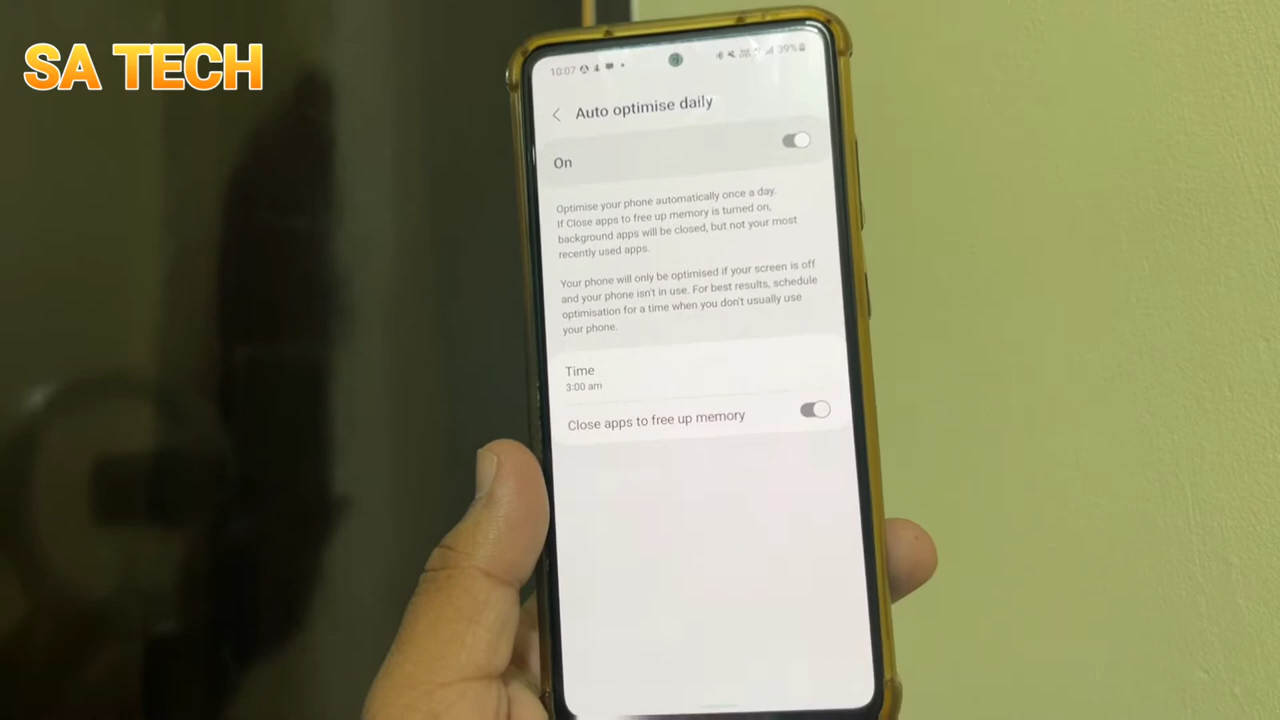 SA TECH
10:07
39%
Auto optimise daily
On
Optimise your phone automatically once a day.
If Close apps to free up memory is turned on,
background apps will be closed, but not your most
recently used apps.
Your phone will only be optimised if your screen is off
and your phone isn't in use. For best results, schedule
optimisation for a time when you don't usually use
your phone.
Time
3:00 am
Close apps to free up memory